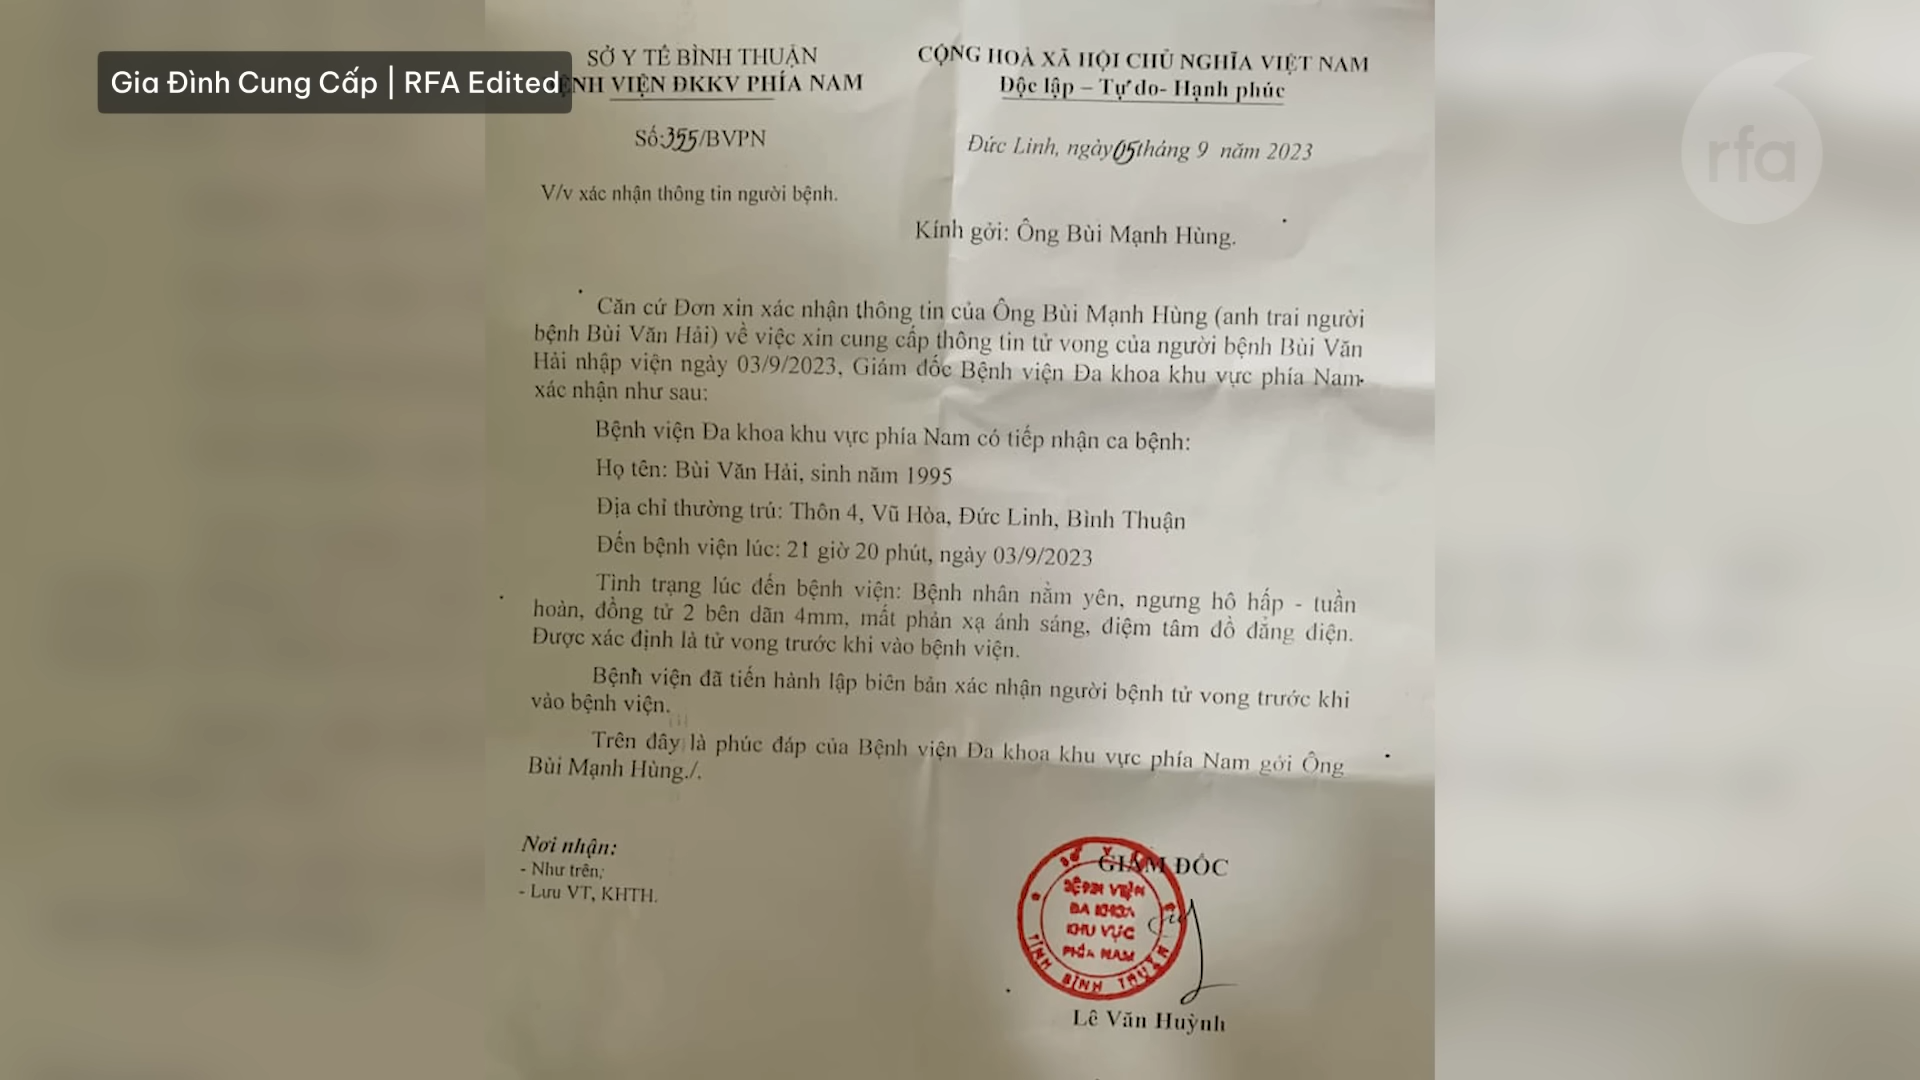 Gia Đình Cung Cấp | RFA Edited
rfa
SỞ Y TẾ BÌNH THUẬN
BỆNH VIỆN ĐKKV PHÍA NAM
Số:355/BVPN
V/v xác nhận thông tin người bệnh.
CỘNG HOÀ XÃ HỘI CHỦ NGHĨA VIỆT NAM
Độc lập – Tự do- Hạnh phúc
Đức Linh, ngày 05 tháng 9 năm 2023
Kính gởi: Ông Bùi Mạnh Hùng.
Căn cứ Đơn xin xác nhận thông tin của Ông Bùi Mạnh Hùng (anh trai người
bệnh Bùi Văn Hải) về việc xin cung cấp thông tin tử vong của người bệnh Bùi Văn
Hải nhập viện ngày 03/9/2023, Giám đốc Bệnh viện Đa khoa khu vực phía Nam
xác nhận như sau:
Bệnh viện Đa khoa khu vực phía Nam có tiếp nhận ca bệnh:
Họ tên: Bùi Văn Hải, sinh năm 1995
Địa chỉ thường trú: Thôn 4, Vũ Hòa, Đức Linh, Bình Thuận
Đến bệnh viện lúc: 21 giờ 20 phút, ngày 03/9/2023
Tình trạng lúc đến bệnh viện: Bệnh nhân nằm yên, ngưng hô hấp - tuần
hoàn, đồng tử 2 bên dãn 4mm, mất phản xạ ánh sáng, điệm tâm đồ đẳng điện.
Được xác định là tử vong trước khi vào bệnh viện.
Bệnh viện đã tiến hành lập biên bản xác nhận người bệnh tử vong trước khi
vào bệnh viện.
Trên đây là phúc đáp của Bệnh viện Đa khoa khu vực phía Nam gởi Ông
Bùi Mạnh Hùng./.
Nơi nhận:
- Như trên;
- Lưu VT, KHTH.
GIÁM ĐỐC
SỞ Y TẾ
BỆNH VIỆN
ĐA KHOA
KHU VỰC
PHÍA NAM
TỈNH BÌNH THUẬN
Lê Văn Huỳnh